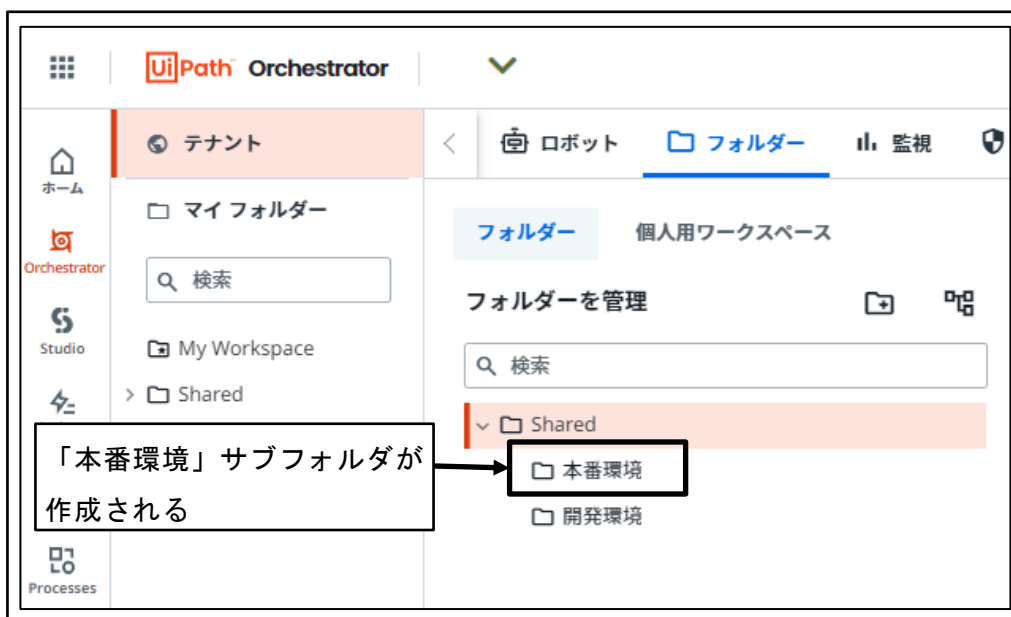 UiPath Orchestrator
テナント
ロボット
フォルダー
監視
ホーム
マイ フォルダー
フォルダー
個人用ワークスペース
Orchestrator
検索
フォルダーを管理
Studio
My Workspace
検索
Shared
Shared
「本番環境」サブフォルダが
作成される
本番環境
開発環境
Processes